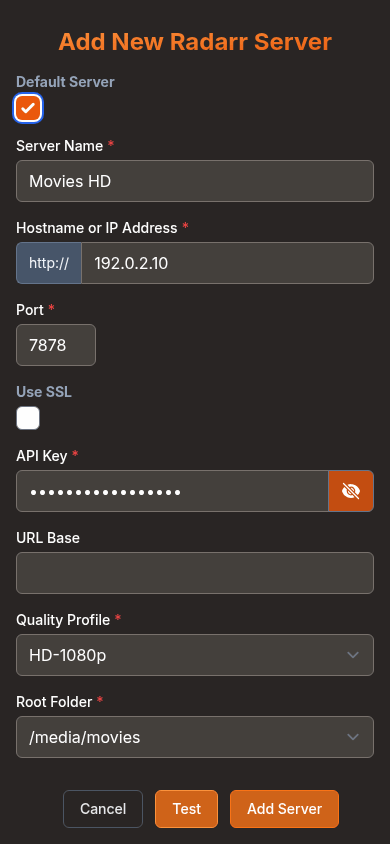 Add New Radarr Server
Default Server
Server Name *
Movies HD
Hostname or IP Address *
http:// 192.0.2.10
Port *
7878
Use SSL
API Key *
•••••••••••••••••
URL Base
Quality Profile *
HD-1080p
Root Folder *
/media/movies
Cancel Test Add Server